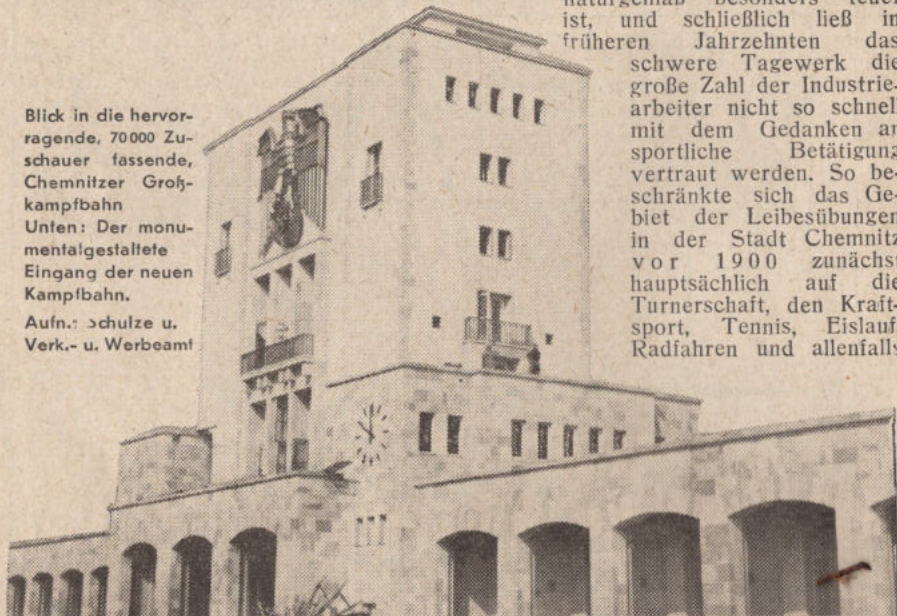 Blick in die hervor-
ragende, 70000 Zu-
schauer fassende,
Chemnitzer Groß-
kampfbahn
Unten: Der monu-
mentalgestaltete
Eingang der neuen
Kampfbahn.
Aufn.: Schulze u.
Verk.- u. Werbeamt
naturgemäß besonders teuer
ist, und schließlich ließ in
früheren Jahrzehnten das
schwere Tagewerk die
große Zahl der Industrie-
arbeiter nicht so schnell
mit dem Gedanken an
sportliche Betätigung
vertraut werden. So be-
schränkte sich das Ge-
biet der Leibesübungen
in der Stadt Chemnitz
vor 1900 zunächst
hauptsächlich auf die
Turnerschaft, den Kraft-
sport, Tennis, Eislauf,
Radfahren und allenfalls